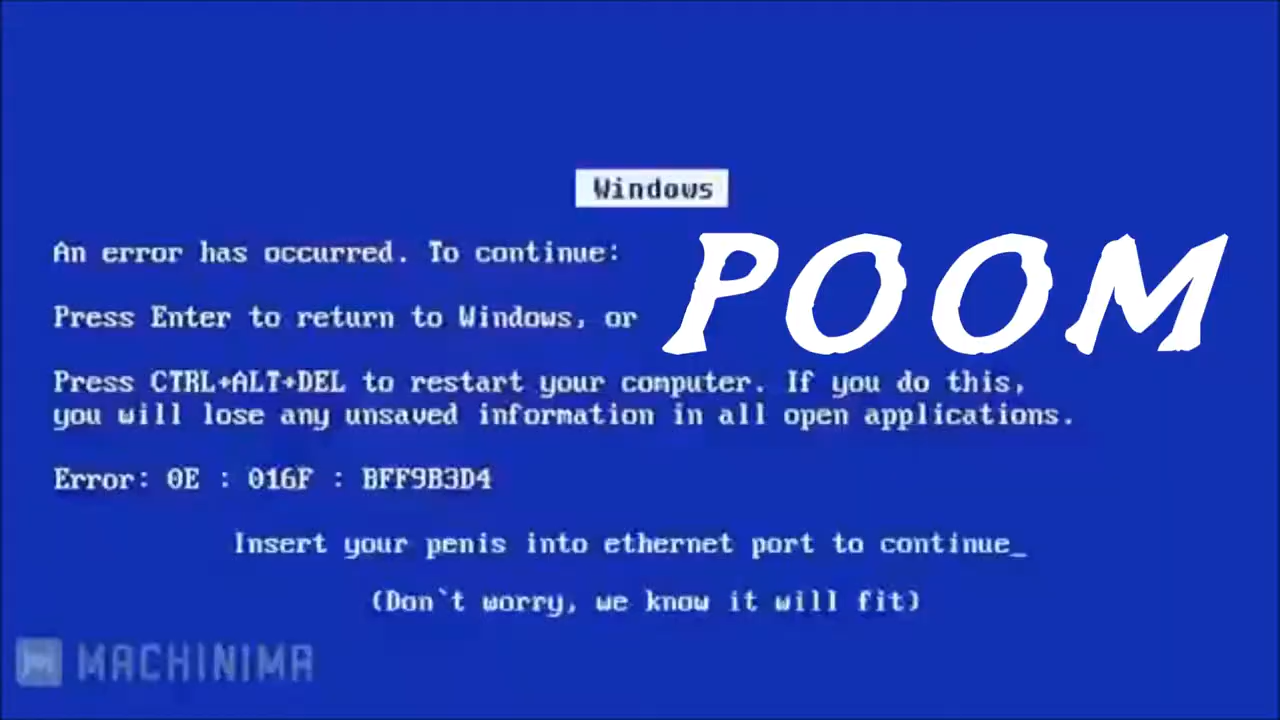 Windows
An error has occurred. To continue:
POOM
Press Enter to return to Windows, or
Press CTRL+ALT+DEL to restart your computer. If you do this,
you will lose any unsaved information in all open applications.
Error: 0E : 016F : BFF9B3D4
Insert your penis into ethernet port to continue_
(Don`t worry, we know it will fit)
MACHINIMA